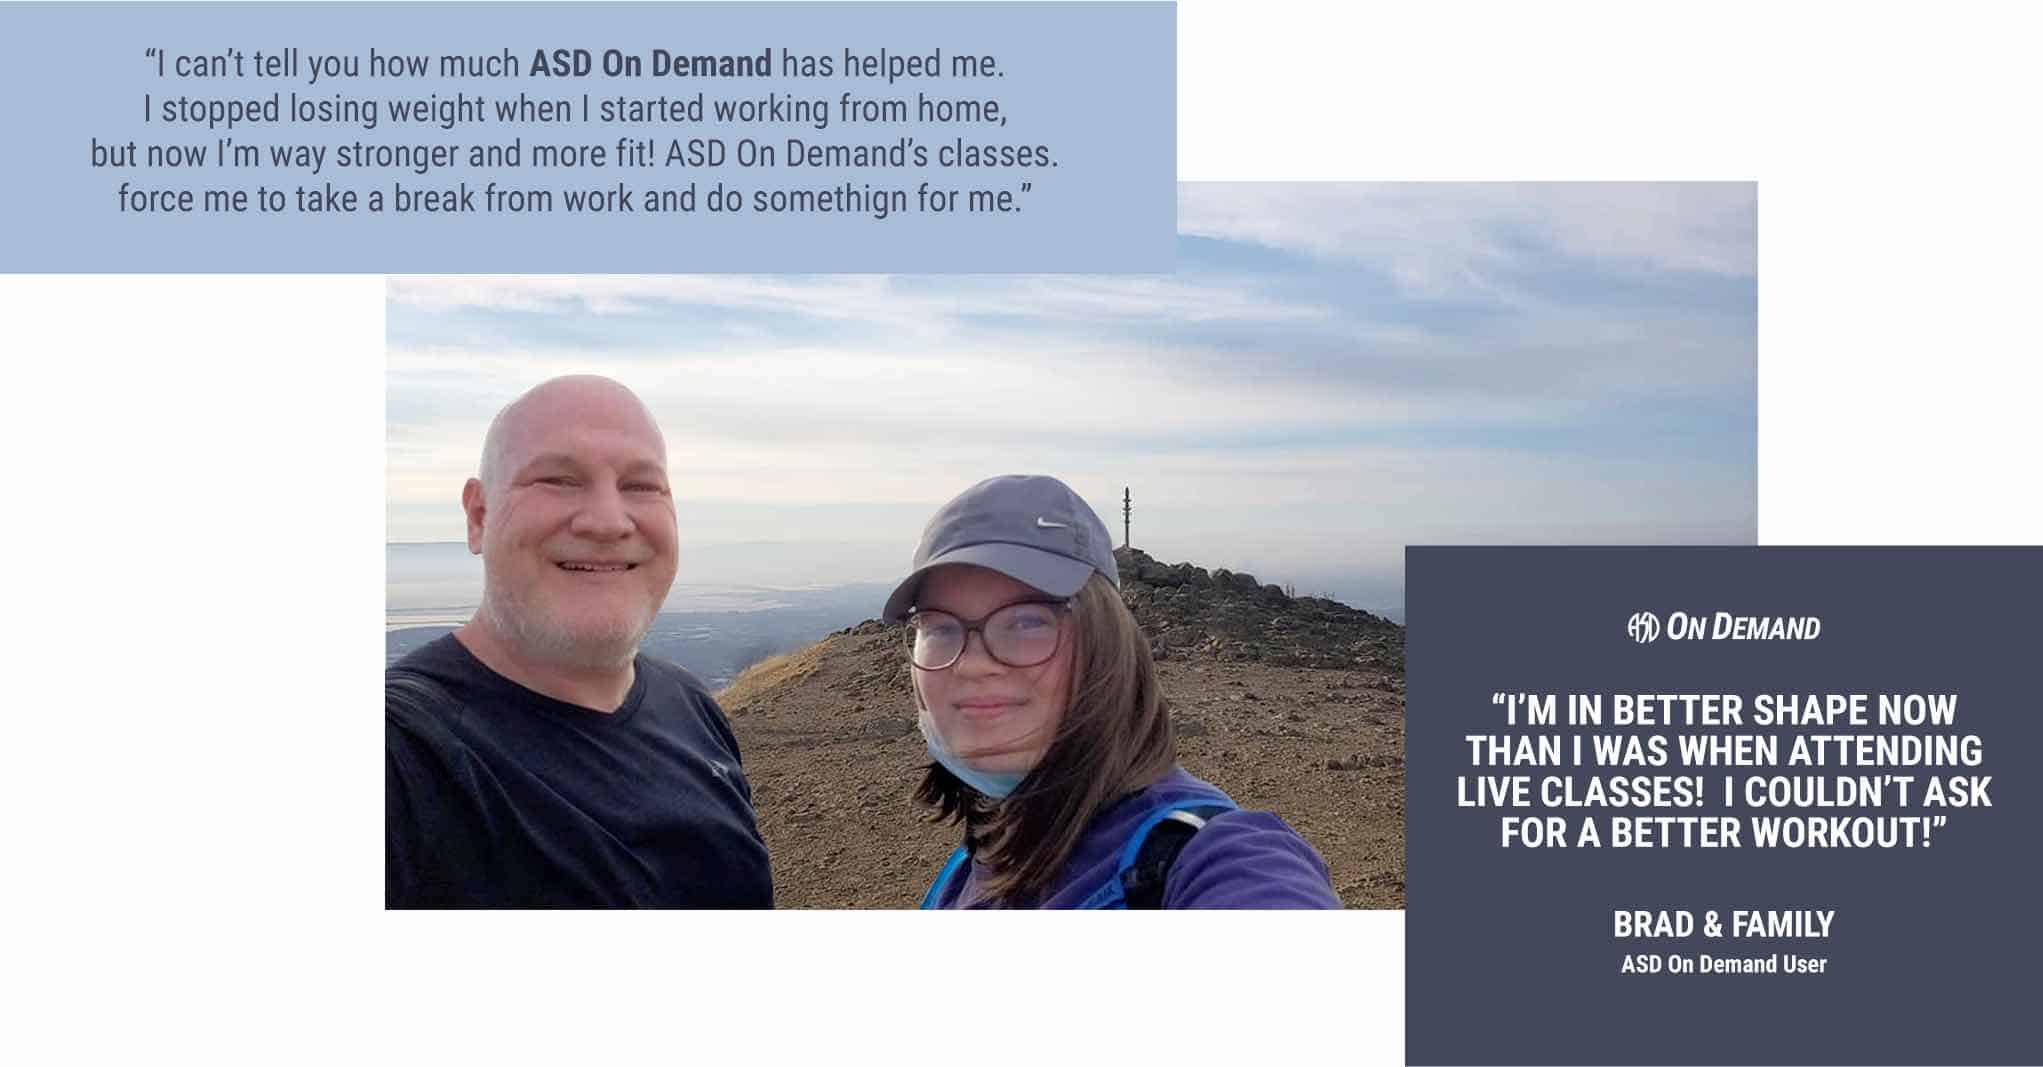 “I can’t tell you how much ASD On Demand has helped me.
I stopped losing weight when I started working from home,
but now I’m way stronger and more fit! ASD On Demand’s classes.
force me to take a break from work and do somethign for me.”
ASD ON DEMAND
“I’M IN BETTER SHAPE NOW
THAN I WAS WHEN ATTENDING
LIVE CLASSES!  I COULDN’T ASK
FOR A BETTER WORKOUT!”
BRAD & FAMILY
ASD On Demand User